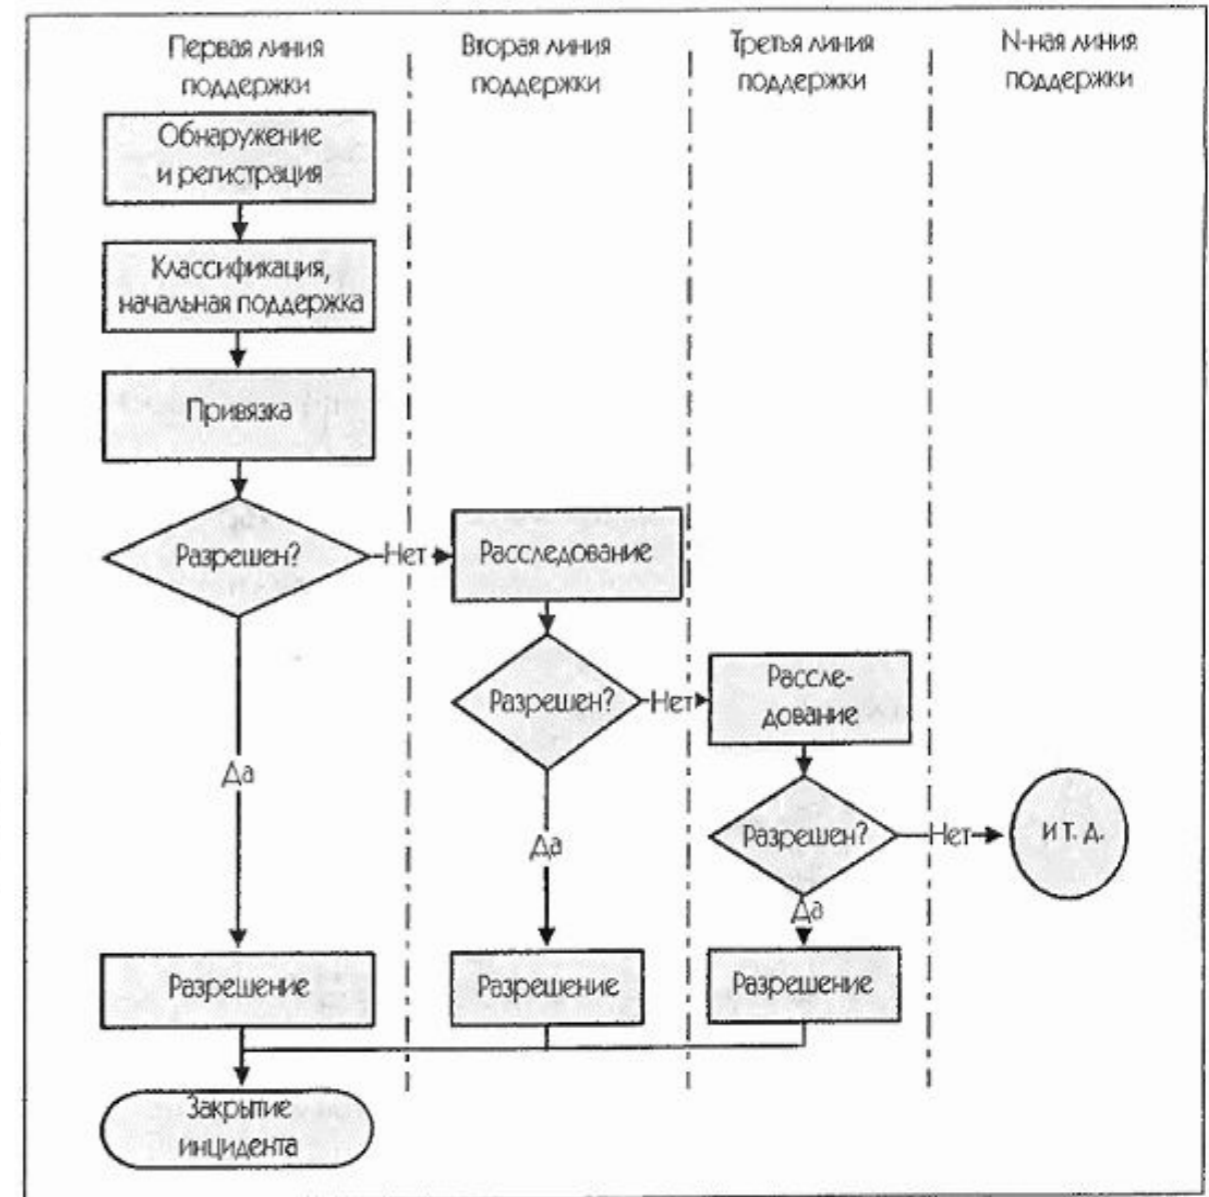 Первая линия
поддержки
Вторая линия
поддержки
Третья линия
поддержки
N-ная линия
поддержки
Обнаружение
и регистрация
Классификация,
начальная поддержка
Привязка
Разрешен?
Нет
Расследование
Разрешен?
Нет
Рассле-
дование
Да
Разрешен?
Нет
и т. д.
Да
Да
Разрешение
Разрешение
Разрешение
Закрытие
инцидента